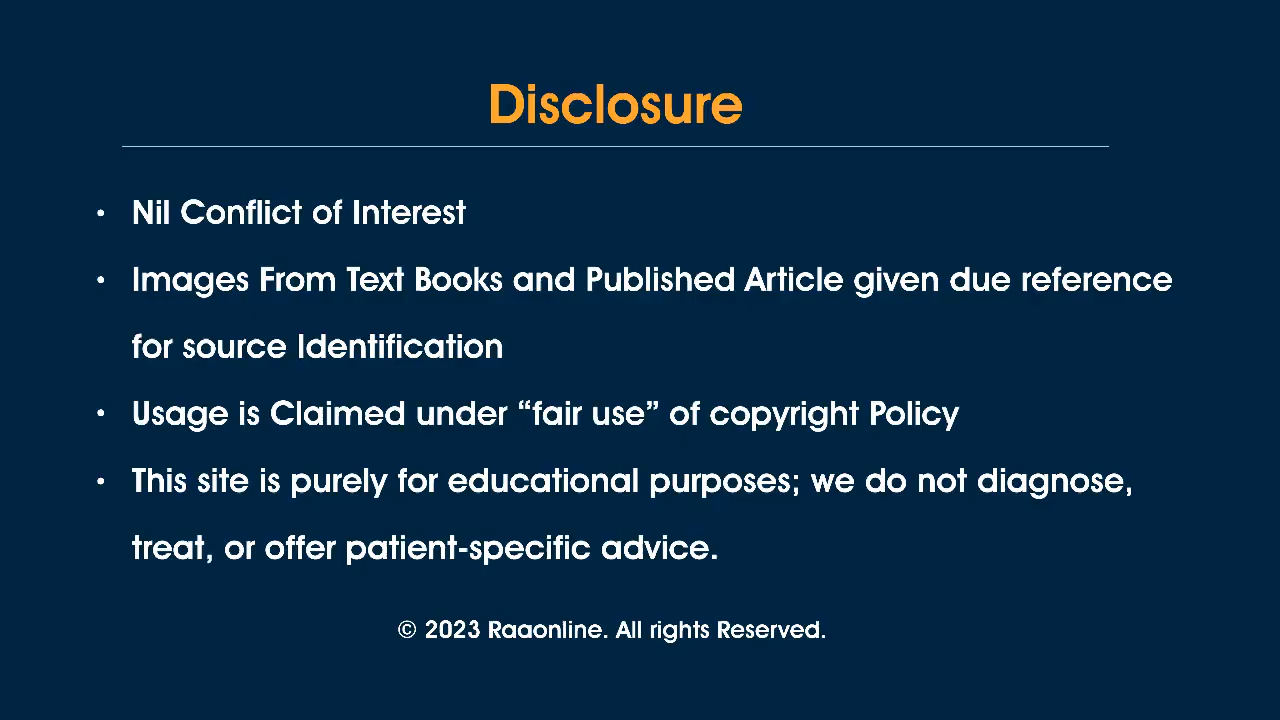 Disclosure
• Nil Conflict of Interest
• Images From Text Books and Published Article given due reference
for source Identification
• Usage is Claimed under “fair use” of copyright Policy
• This site is purely for educational purposes; we do not diagnose,
treat, or offer patient-specific advice.
© 2023 Raaonline. All rights Reserved.